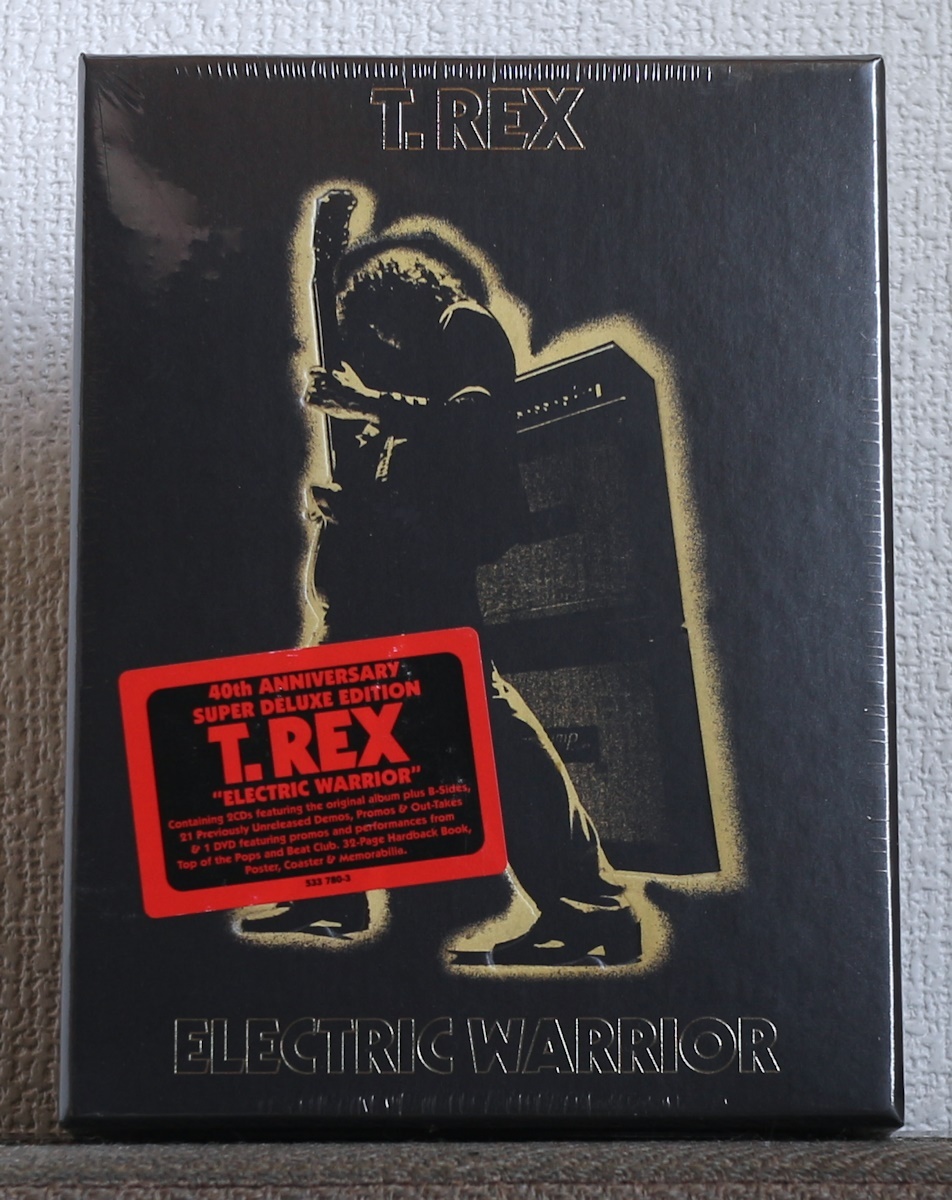 T. REX
40th ANNIVERSARY
SUPER DELUXE EDITION
T. REX
"ELECTRIC WARRIOR"
Containing 2CDs featuring the original album plus B-Sides,
21 Previously Unreleased Demos, Promos & Out-Takes
& 1 DVD featuring promos and performances from
Top of the Pops and Beat Club. 32-Page Hardback Book,
Poster, Coaster & Memorabilia.
533 780-3
ELECTRIC WARRIOR